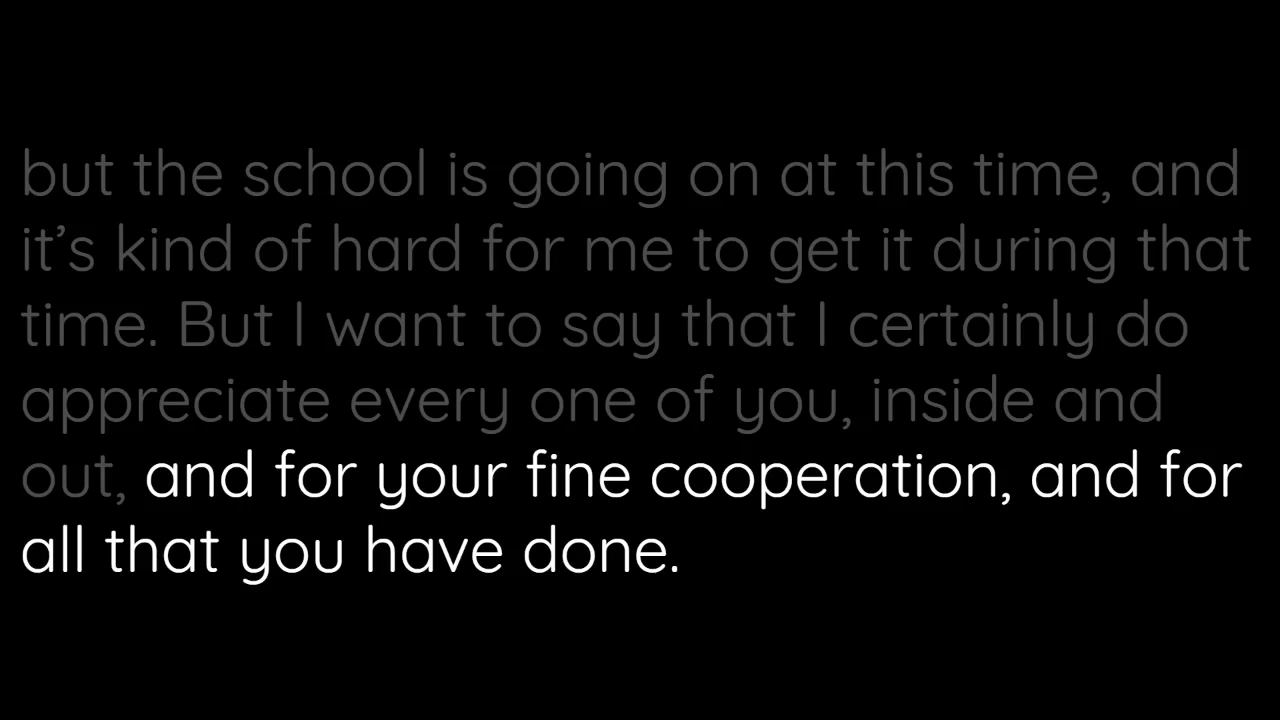 but the school is going on at this time, and
it’s kind of hard for me to get it during that
time. But I want to say that I certainly do
appreciate every one of you, inside and
out, and for your fine cooperation, and for
all that you have done.